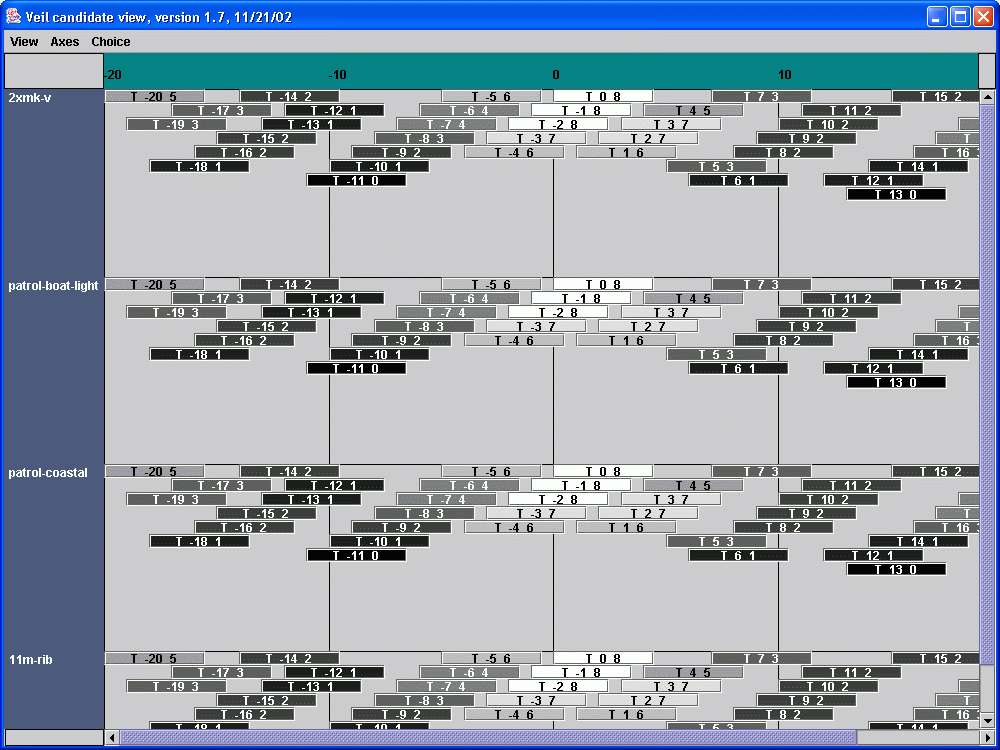 Veil candidate view, version 1.7, 11/21/02
View Axes Choice
-20 -10 0 10
2xmk-v T -20 5 T -14 2 T -5 6 T 0 8 T 7 3 T 15 2
T -17 3 T -12 1 T -6 4 T -1 8 T 4 5 T 11 2
T -19 3 T -13 1 T -7 4 T -2 8 T 3 7 T 10 2
T -15 2 T -8 3 T -3 7 T 2 7 T 9 2 T
T -16 2 T -9 2 T -4 6 T 1 6 T 8 2 T 16
T -18 1 T -10 1 T 5 3 T 14 1
T -11 0 T 6 1 T 12 1
T 13 0
patrol-boat-light T -20 5 T -14 2 T -5 6 T 0 8 T 7 3 T 15 2
T -17 3 T -12 1 T -6 4 T -1 8 T 4 5 T 11 2
T -19 3 T -13 1 T -7 4 T -2 8 T 3 7 T 10 2
T -15 2 T -8 3 T -3 7 T 2 7 T 9 2 T
T -16 2 T -9 2 T -4 6 T 1 6 T 8 2 T 16
T -18 1 T -10 1 T 5 3 T 14 1
T -11 0 T 6 1 T 12 1
T 13 0
patrol-coastal T -20 5 T -14 2 T -5 6 T 0 8 T 7 3 T 15 2
T -17 3 T -12 1 T -6 4 T -1 8 T 4 5 T 11 2
T -19 3 T -13 1 T -7 4 T -2 8 T 3 7 T 10 2
T -15 2 T -8 3 T -3 7 T 2 7 T 9 2 T
T -16 2 T -9 2 T -4 6 T 1 6 T 8 2 T 16
T -18 1 T -10 1 T 5 3 T 14 1
T -11 0 T 6 1 T 12 1
T 13 0
11m-rib T -20 5 T -14 2 T -5 6 T 0 8 T 7 3 T 15 2
T -17 3 T -12 1 T -6 4 T -1 8 T 4 5 T 11 2
T -19 3 T -13 1 T -7 4 T -2 8 T 3 7 T 10 2
T -15 2 T -8 3 T -3 7 T 2 7 T 9 2 T
T -16 2 T -9 2 T -4 6 T 1 6 T 8 2 T 16
T -18 1 T -10 1 T 5 3 T 14 1